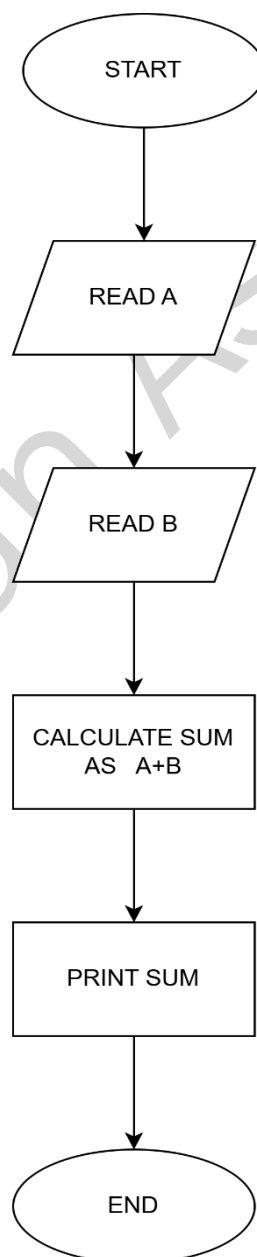 START
READ A
READ B
CALCULATE SUM
AS A+B
PRINT SUM
END